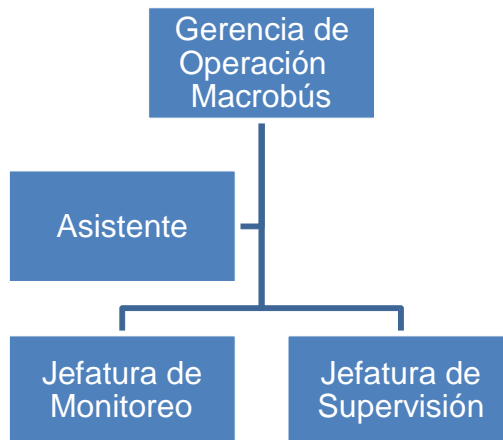 Gerencia de
Operación
Macrobús
Asistente
Jefatura de
Monitoreo
Jefatura de
Supervisión